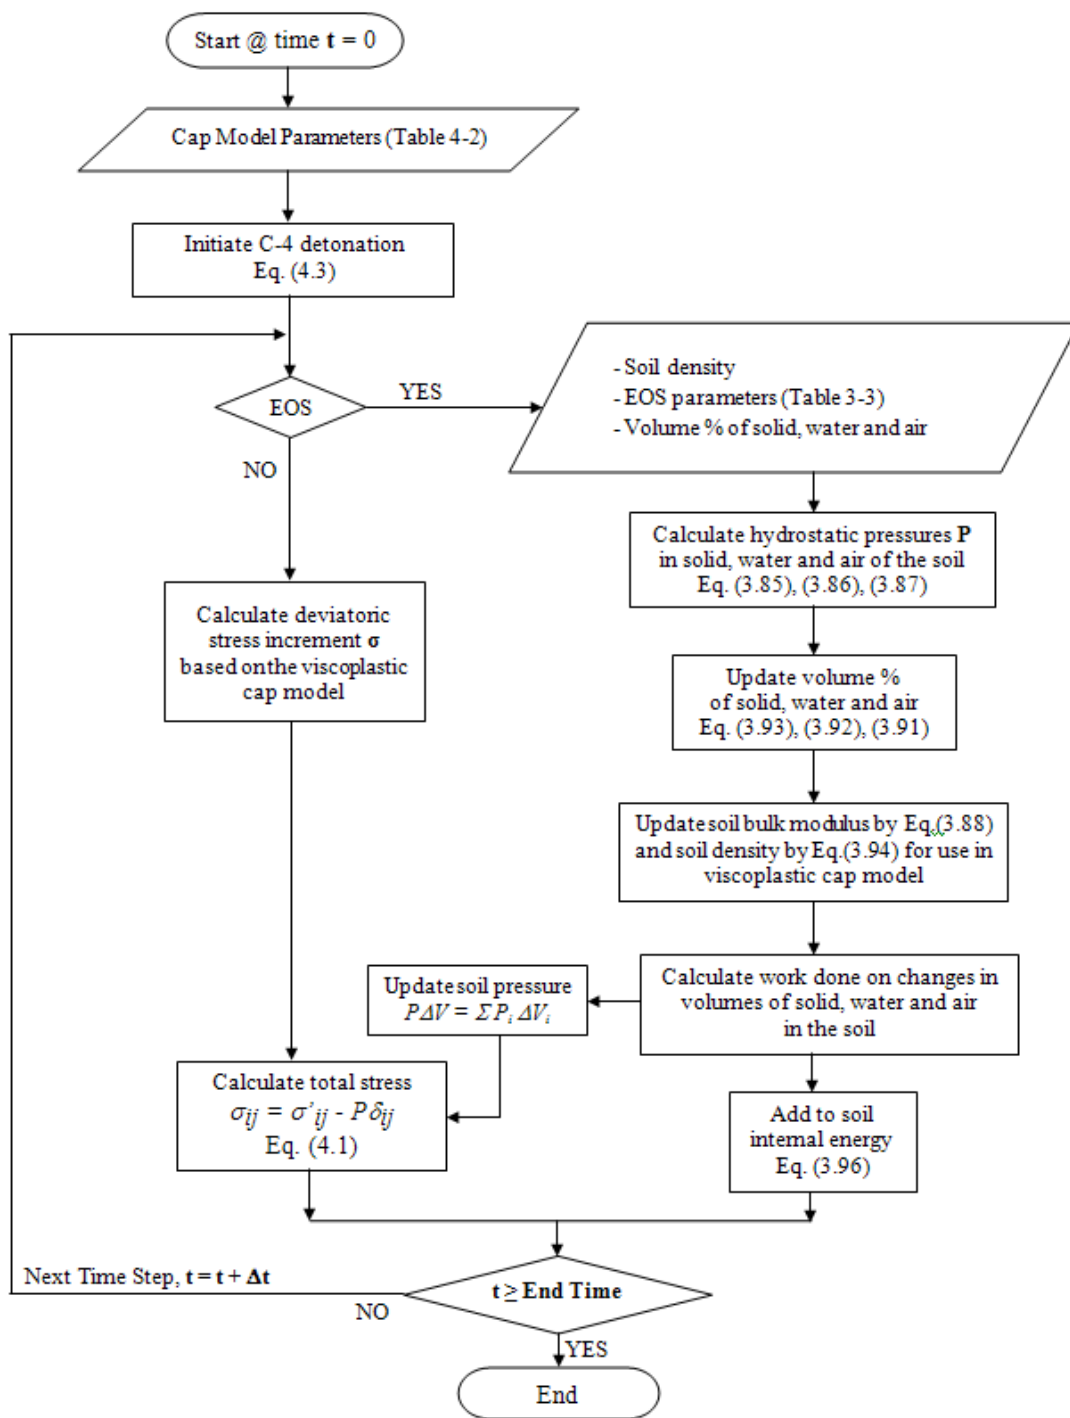 Start @ time t = 0
Cap Model Parameters (Table 4-2)
Initiate C-4 detonation
Eq. (4.3)
EOS
YES
NO
- Soil density
- EOS parameters (Table 3-3)
- Volume % of solid, water and air
Calculate hydrostatic pressures P
in solid, water and air of the soil
Eq. (3.85), (3.86), (3.87)
Calculate deviatoric
stress increment σ
based onthe viscoplastic
cap model
Update volume %
of solid, water and air
Eq. (3.93), (3.92), (3.91)
Update soil bulk modulus by Eq.(3.88)
and soil density by Eq.(3.94) for use in
viscoplastic cap model
Calculate work done on changes in
volumes of solid, water and air
in the soil
Update soil pressure
PΔV = Σ Pi ΔVi
Calculate total stress
σij = σ'ij - Pδij
Eq. (4.1)
Add to soil
internal energy
Eq. (3.96)
Next Time Step, t = t + Δt
NO
t ≥ End Time
YES
End